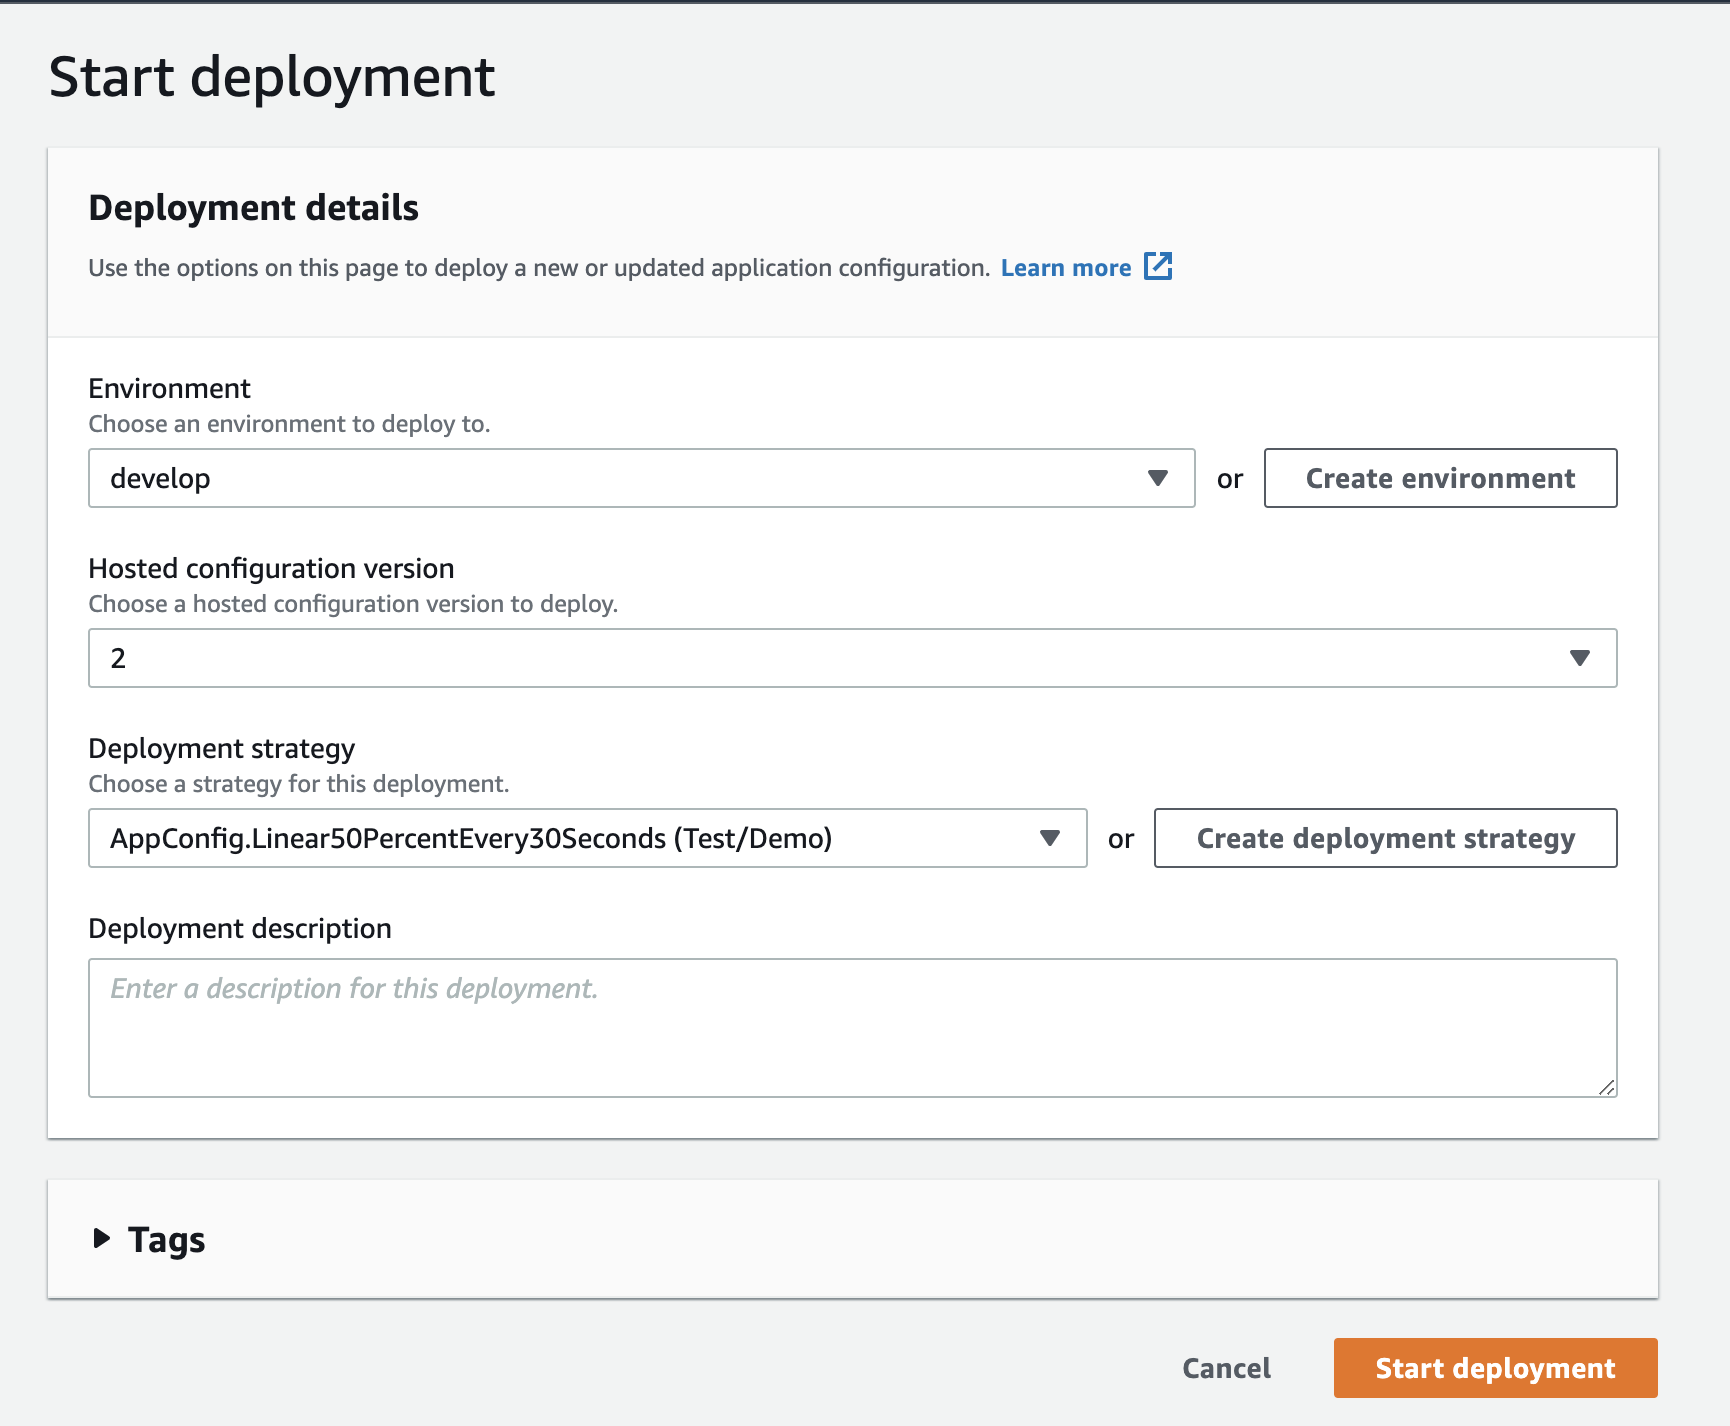 Start deployment
Deployment details
Use the options on this page to deploy a new or updated application configuration. Learn more
Environment
Choose an environment to deploy to.
develop or Create environment
Hosted configuration version
Choose a hosted configuration version to deploy.
2
Deployment strategy
Choose a strategy for this deployment.
AppConfig.Linear50PercentEvery30Seconds (Test/Demo) or Create deployment strategy
Deployment description
Enter a description for this deployment.
Tags
Cancel Start deployment